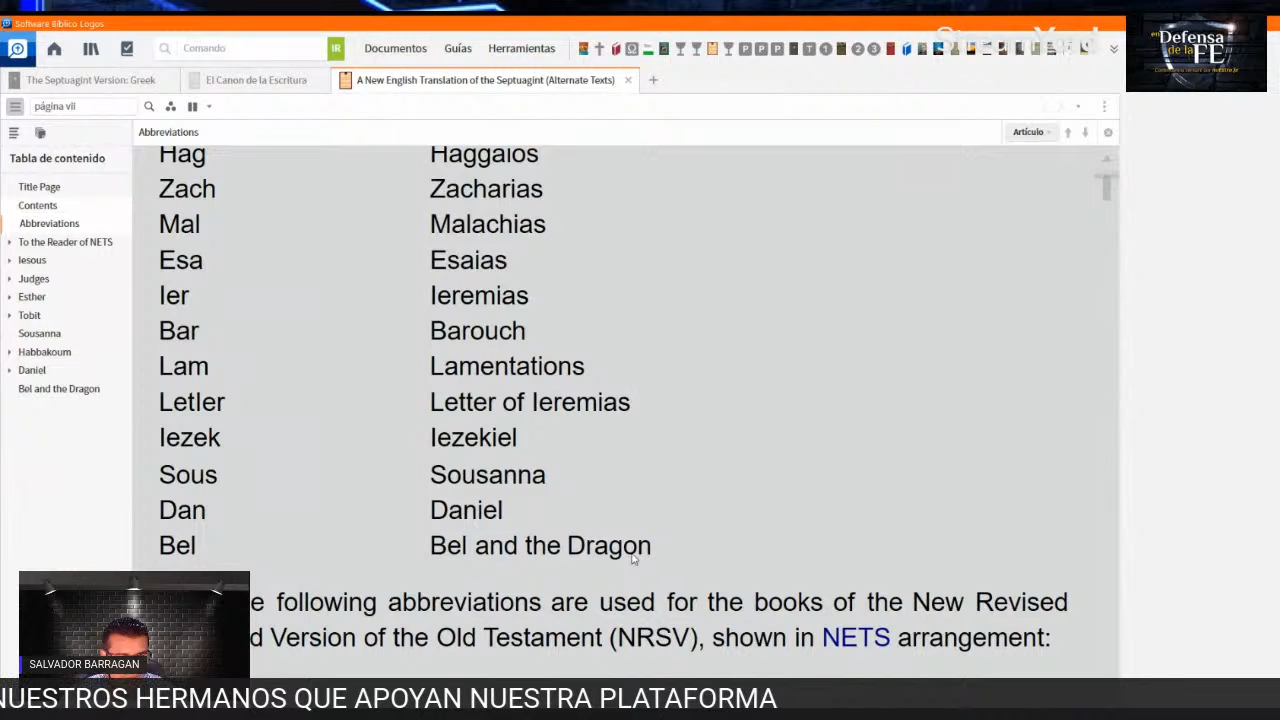 Software Bíblico Logos
Comando
IR
Documentos
Guías
Herramientas
en Defensa
de la FE
The Septuagint Version: Greek
El Canon de la Escritura
A New English Translation of the Septuagint (Alternate Texts)
página vii
Abbreviations
Artículo
Tabla de contenido
Title Page
Contents
Abbreviations
To the Reader of NETS
Iesous
Judges
Esther
Tobit
Sousanna
Habbakoum
Daniel
Bel and the Dragon
Hag Haggaios
Zach Zacharias
Mal Malachias
Esa Esaias
Ier Ieremias
Bar Barouch
Lam Lamentations
LetIer Letter of Ieremias
Iezek Iezekiel
Sous Sousanna
Dan Daniel
Bel Bel and the Dragon
e following abbreviations are used for the books of the New Revised
d Version of the Old Testament (NRSV), shown in NETS arrangement:
SALVADOR BARRAGAN
NUESTROS HERMANOS QUE APOYAN NUESTRA PLATAFORMA